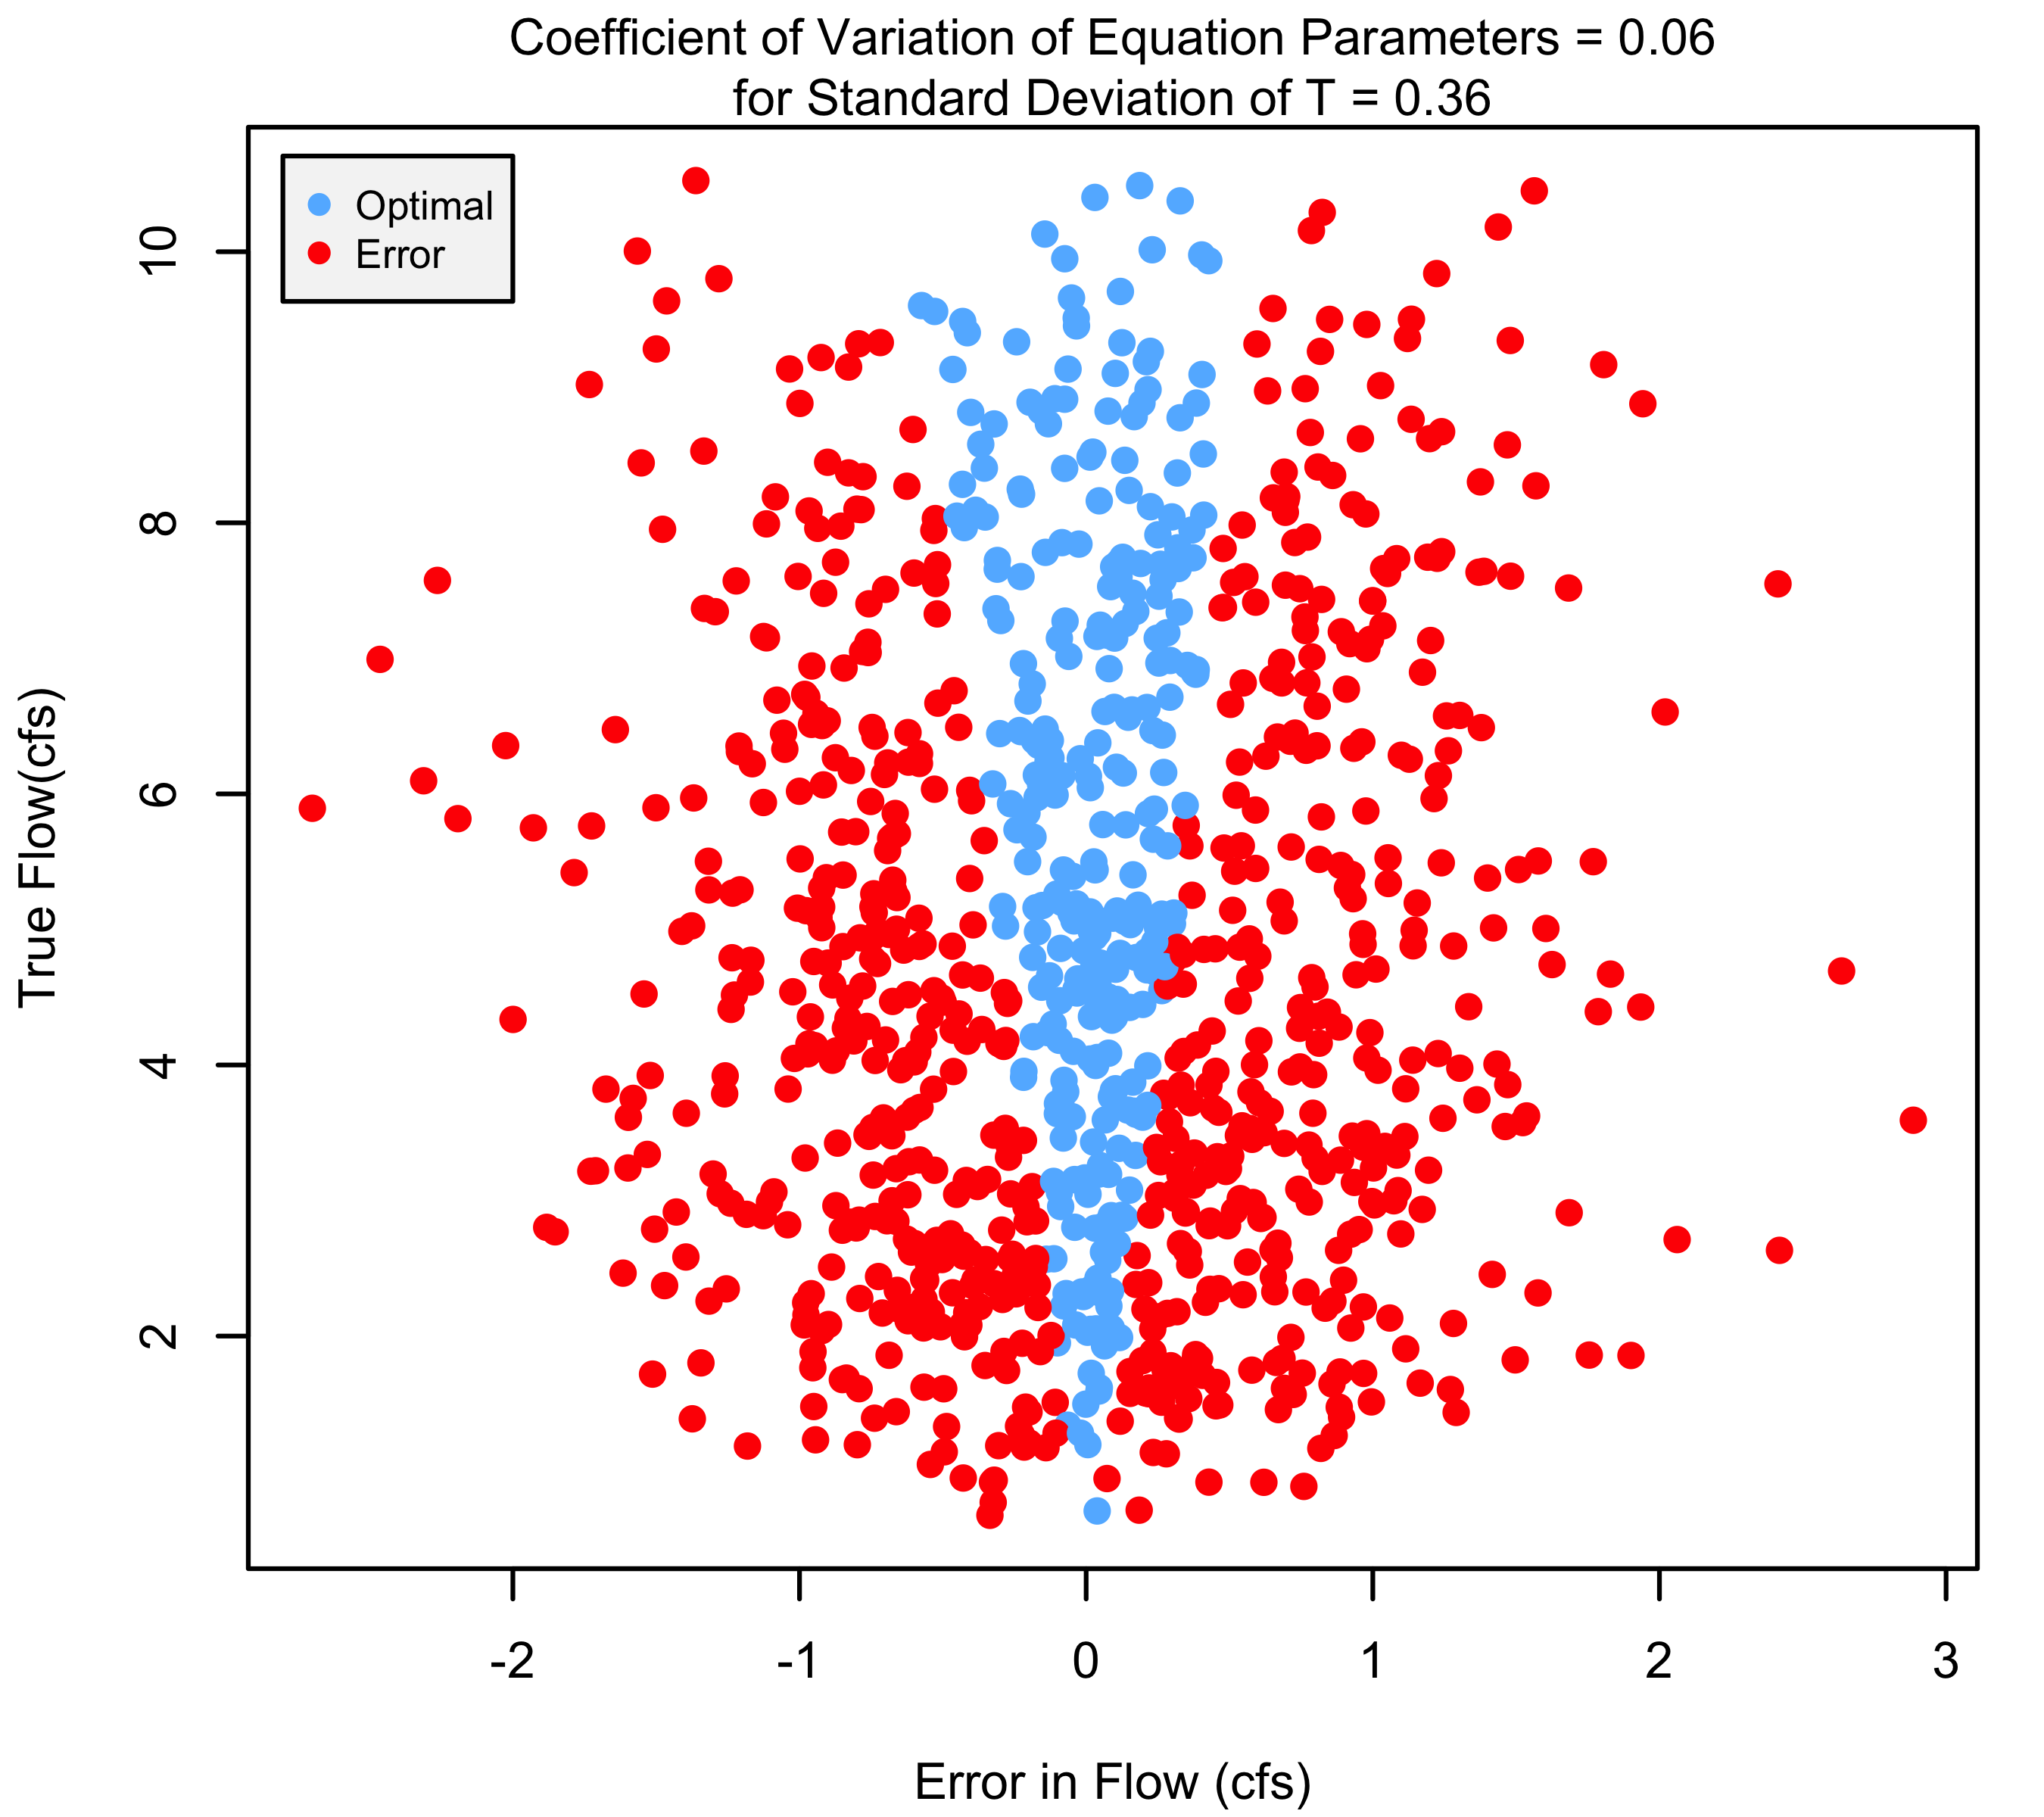 Coefficient of Variation of Equation Parameters = 0.06
for Standard Deviation of T = 0.36
Optimal
Error
True Flow(cfs)
10
8
6
4
2
-2 -1 0 1 2 3
Error in Flow (cfs)